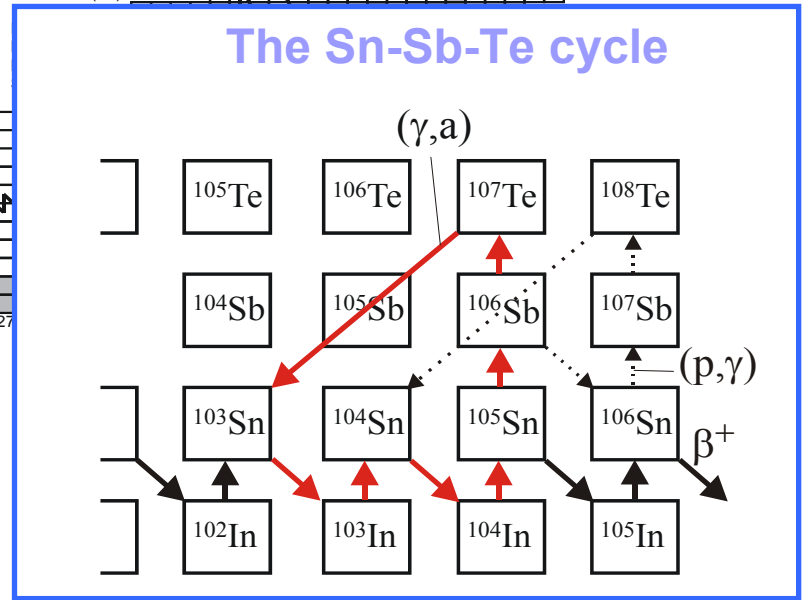 The Sn-Sb-Te cycle
(γ,a)
¹⁰⁵Te ¹⁰⁶Te ¹⁰⁷Te ¹⁰⁸Te
¹⁰⁴Sb ¹⁰⁵Sb ¹⁰⁶Sb ¹⁰⁷Sb
(p,γ)
¹⁰³Sn ¹⁰⁴Sn ¹⁰⁵Sn ¹⁰⁶Sn
β⁺
¹⁰²In ¹⁰³In ¹⁰⁴In ¹⁰⁵In